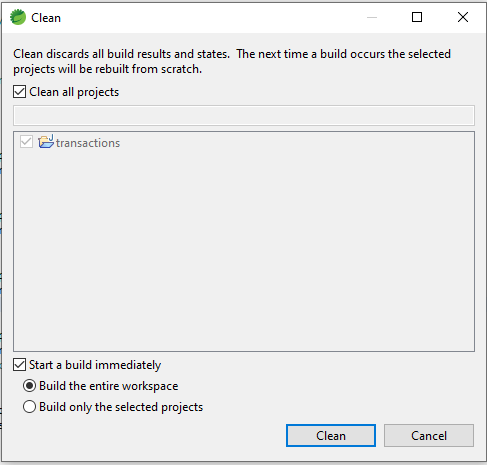 Clean
Clean discards all build results and states.  The next time a build occurs the selected
projects will be rebuilt from scratch.
Clean all projects
transactions
Start a build immediately
Build the entire workspace
Build only the selected projects
Clean
Cancel